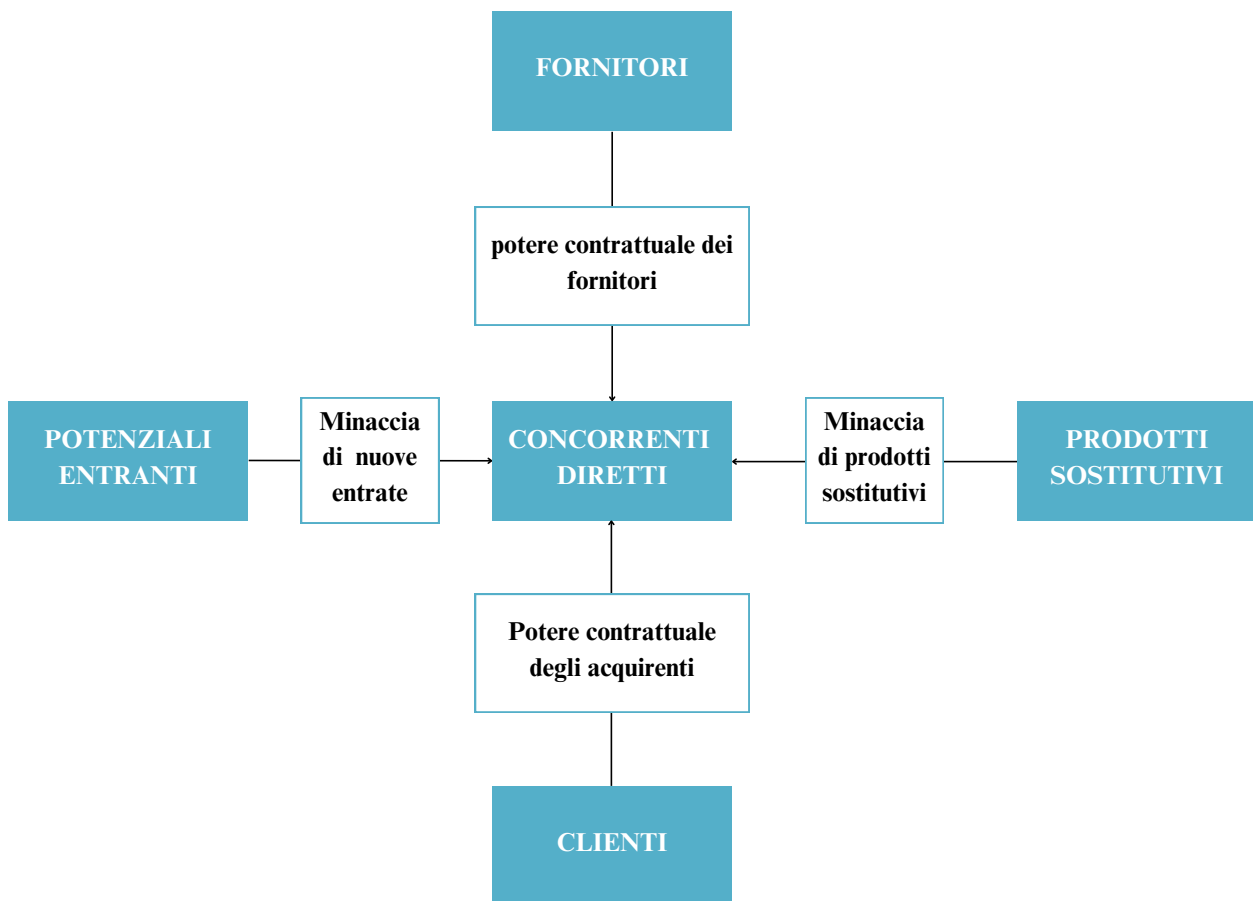 FORNITORI
potere contrattuale dei
fornitori
POTENZIALI
ENTRANTI
Minaccia
di nuove
entrate
CONCORRENTI
DIRETTI
Minaccia
di prodotti
sostitutivi
PRODOTTI
SOSTITUTIVI
Potere contrattuale
degli acquirenti
CLIENTI